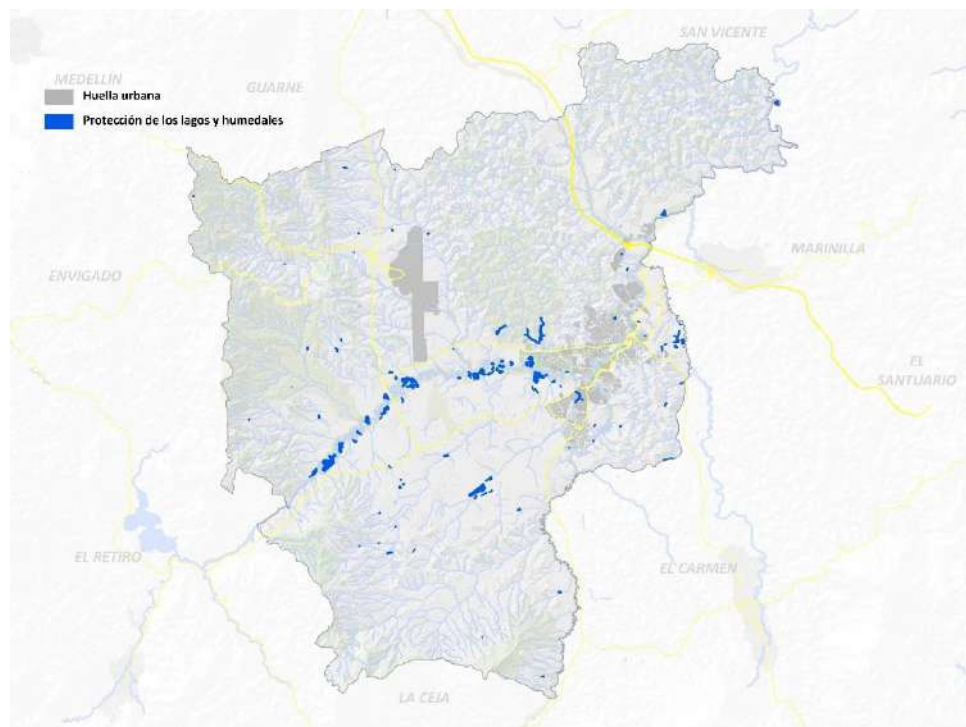 SAN VICENTE
MEDELLÍN
GUARNE
Huella urbana
Protección de los lagos y humedales
MARINILLA
ENVIGADO
EL
SANTUARIO
EL RETIRO
EL CARMEN
LA CEJA